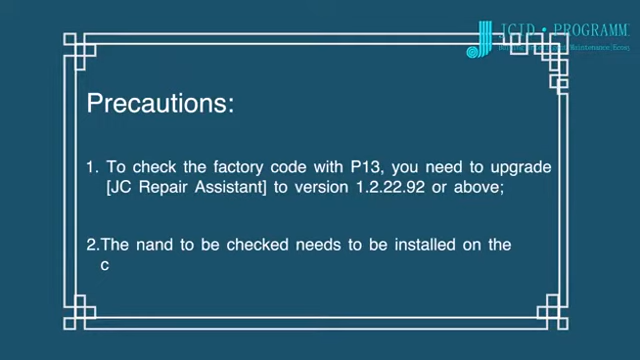 JCID • PROGRAMM
Precautions:
1. To check the factory code with P13, you need to upgrade
[JC Repair Assistant] to version 1.2.22.92 or above;
2.The nand to be checked needs to be installed on the
c